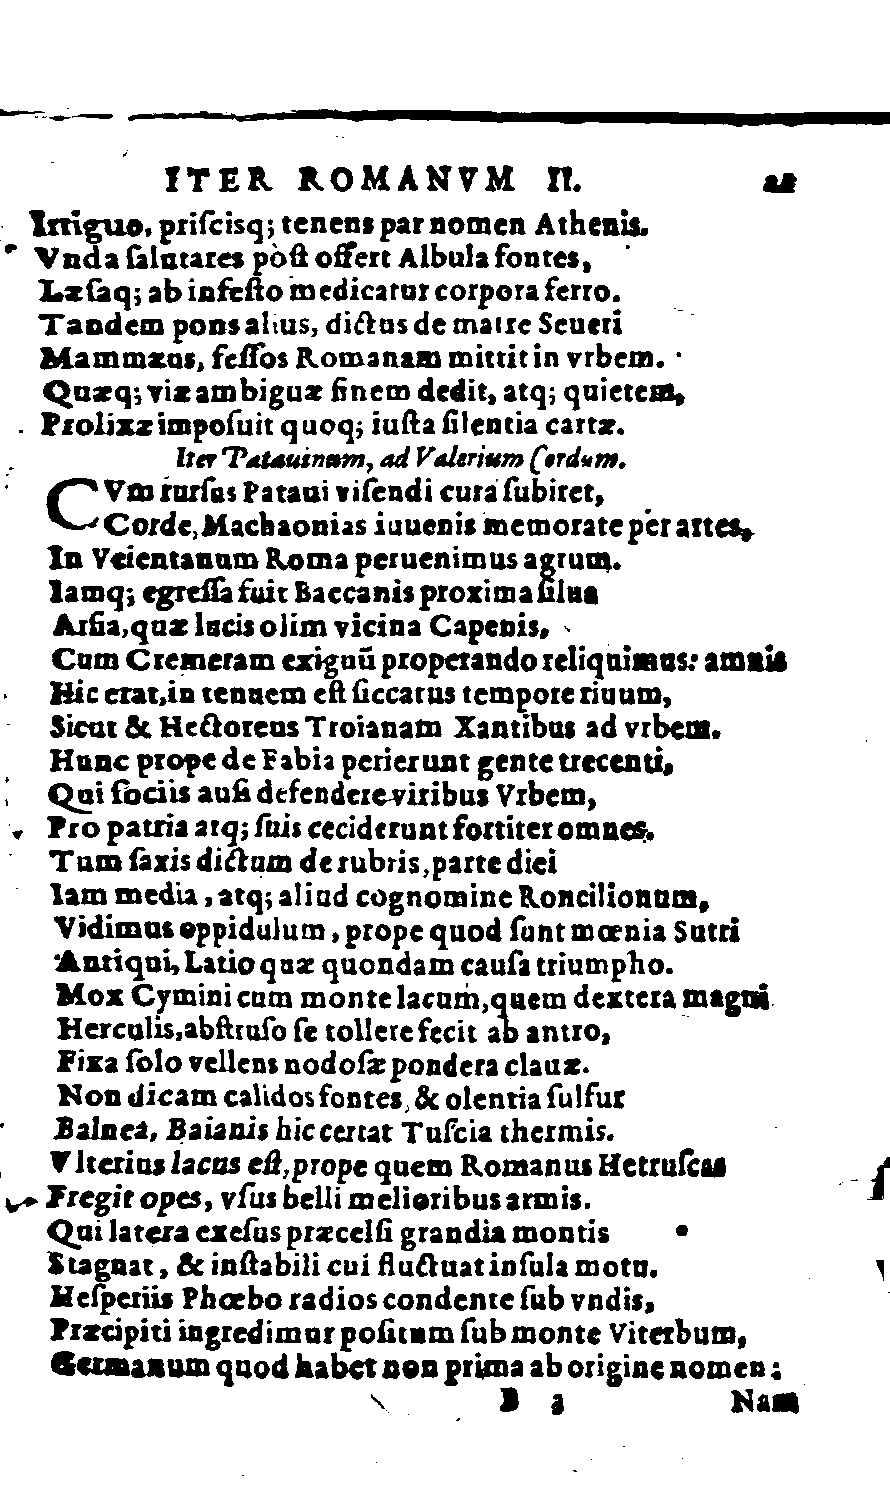 ITER ROMANVM II.
Irriguo, priſcisq; tenens par nomen Athenis.
Vnda ſalutares pòſt offert Albula fontes,
Læſaq; ab infeſto medicatur corpora ferro.
Tandem pons alius, dictus de matre Seueri
Mammæus, feſſos Romanam mittit in vrbem.
Quæq; viæ ambiguæ finem dedit, atq; quietem,
Prolixæ impoſuit quoq; iuſta ſilentia cartæ.
Iter Patauinum, ad Valerium Cordum.
CVm rurſus Pataui viſendi cura ſubiret,
Corde, Machaonias iuuenis memorate per artes,
In Veientanum Roma peruenimus agrum.
Iamq; egreſſa fuit Baccanis proxima ſilua
Arſia, quæ lucis olim vicina Capenis,
Cum Cremeram exiguũ properando reliquimus: amnis
Hic erat, in tenuem eſt ſiccatus tempore riuum,
Sicut & Hectoreus Troianam Xantibus ad vrbem.
Hunc prope de Fabia perierunt gente trecenti,
Qui ſociis auſi defendere viribus Vrbem,
Pro patria atq; ſuis ceciderunt fortiter omnes.
Tum ſaxis dictum de rubris, parte diei
Iam media, atq; aliud cognomine Roncilionum,
Vidimus oppidulum, prope quod ſunt mœnia Sutri
Antiqui, Latio quæ quondam cauſa triumpho.
Mox Cymini cum monte lacum, quem dextera magni
Herculis, abſtruſo ſe tollere fecit ab antro,
Fixa ſolo vellens nodoſæ pondera clauæ.
Non dicam calidos fontes, & olentia ſulfur
Balnea, Baianis hic certat Tuſcia thermis.
Vlterius lacus eſt, prope quem Romanus Hetruſcas
Fregit opes, vſus belli melioribus armis.
Qui latera exeſus præcelſi grandia montis
Stagnat, & inſtabili cui fluctuat inſula motu.
Heſperiis Phœbo radios condente ſub vndis,
Præcipiti ingredimur poſitum ſub monte Viterbum,
Germanum quod habet non prima ab origine nomen:
B 3 Nam